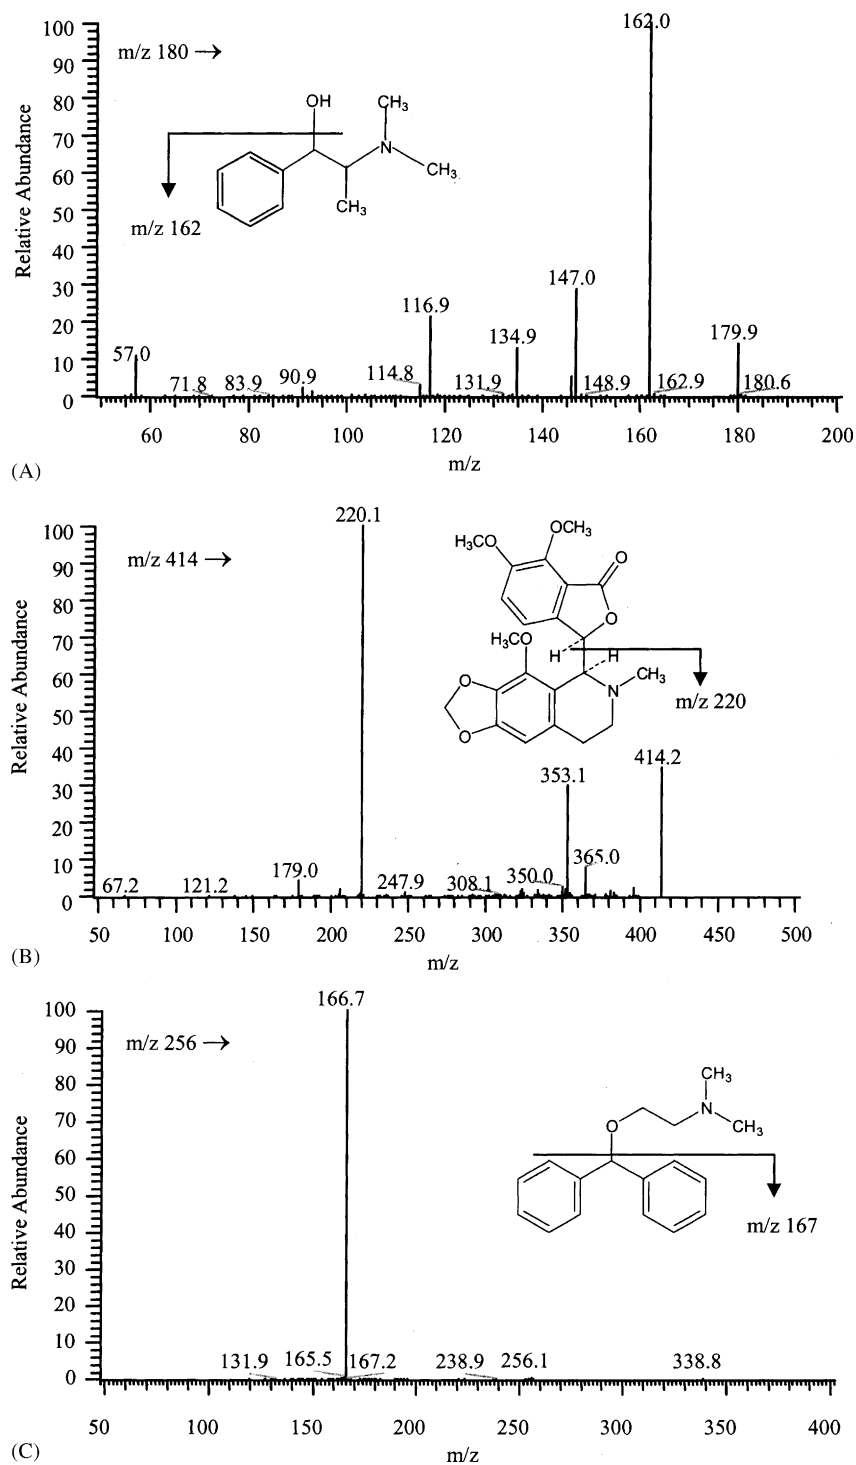 100
90
80
70
60
50
40
30
20
10
0
Relative Abundance
m/z 180 →
OH
CH3
N
CH3
CH3
m/z 162
162.0
147.0
116.9
134.9
179.9
57.0
71.8
83.9
90.9
114.8
131.9
148.9
162.9
180.6
60
80
100
120
140
160
180
200
m/z
(A)
100
90
80
70
60
50
40
30
20
10
0
Relative Abundance
m/z 414 →
220.1
OCH3
H3CO
O
O
H3CO
H
H
O
N
CH3
O
m/z 220
414.2
353.1
365.0
350.0
308.1
247.9
179.0
121.2
67.2
50
100
150
200
250
300
350
400
450
500
m/z
(B)
100
90
80
70
60
50
40
30
20
10
0
Relative Abundance
m/z 256 →
166.7
CH3
N
CH3
O
m/z 167
131.9
165.5
167.2
238.9
256.1
338.8
50
100
150
200
250
300
350
400
m/z
(C)